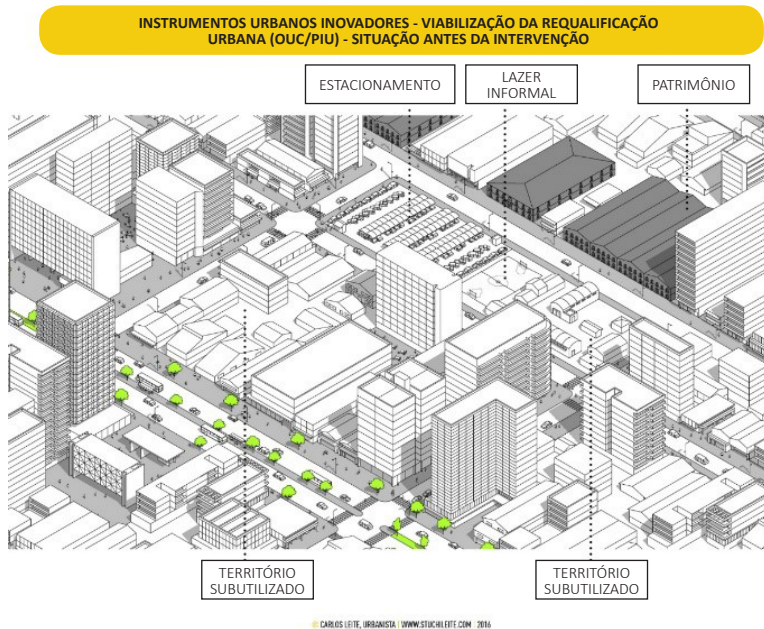 INSTRUMENTOS URBANOS INOVADORES - VIABILIZAÇÃO DA REQUALIFICAÇÃO
URBANA (OUC/PIU) - SITUAÇÃO ANTES DA INTERVENÇÃO
ESTACIONAMENTO
LAZER
INFORMAL
PATRIMÔNIO
TERRITÓRIO
SUBUTILIZADO
TERRITÓRIO
SUBUTILIZADO
© CARLOS LEITE, URBANISTA | WWW.STUCHILEITE.COM 2016